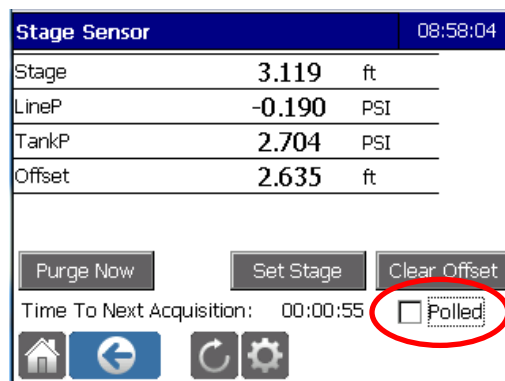 Stage Sensor 08:58:04
Stage 3.119 ft
LineP -0.190 PSI
TankP 2.704 PSI
Offset 2.635 ft
Purge Now Set Stage Clear Offset
Time To Next Acquisition: 00:00:55 Polled